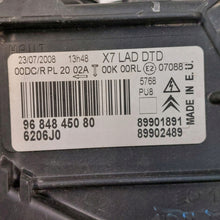 23/07/2008 13h48 X7 LAD DTD
00DC/R PL 20 02A 00K 00RL E2 07088
5768
PU8
MADE IN E.U.
96 848 450 80 89901891
6206J0 89902489